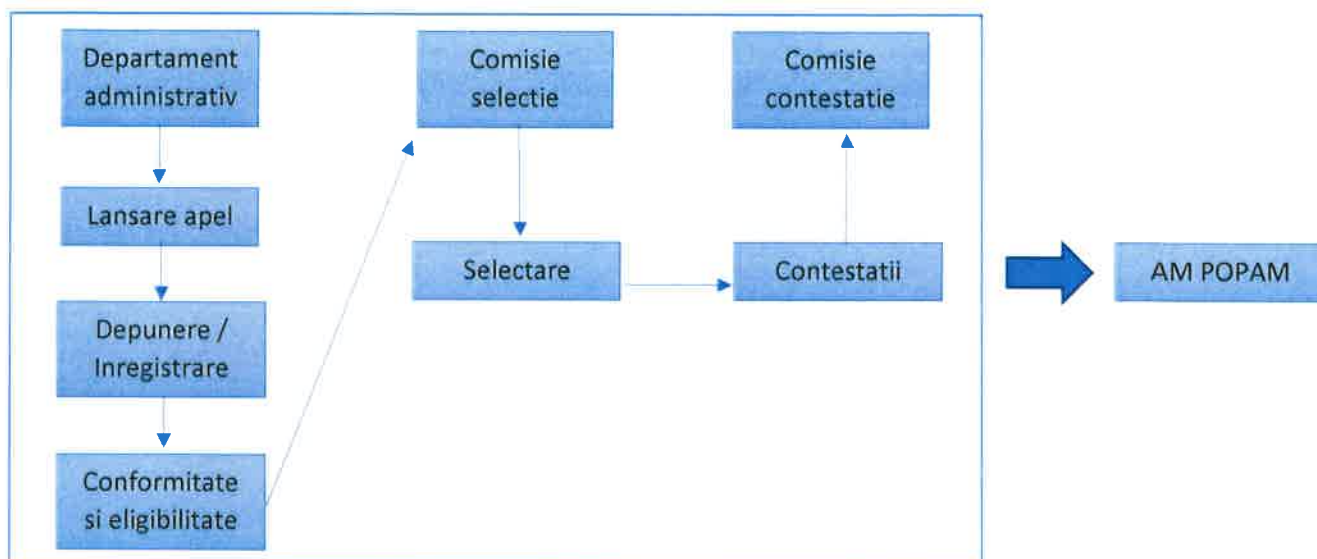 Departament
administrativ
Lansare apel
Depunere /
Inregistrare
Conformitate
si eligibilitate
Comisie
selectie
Selectare
Contestatii
Comisie
contestatie
AM POPAM